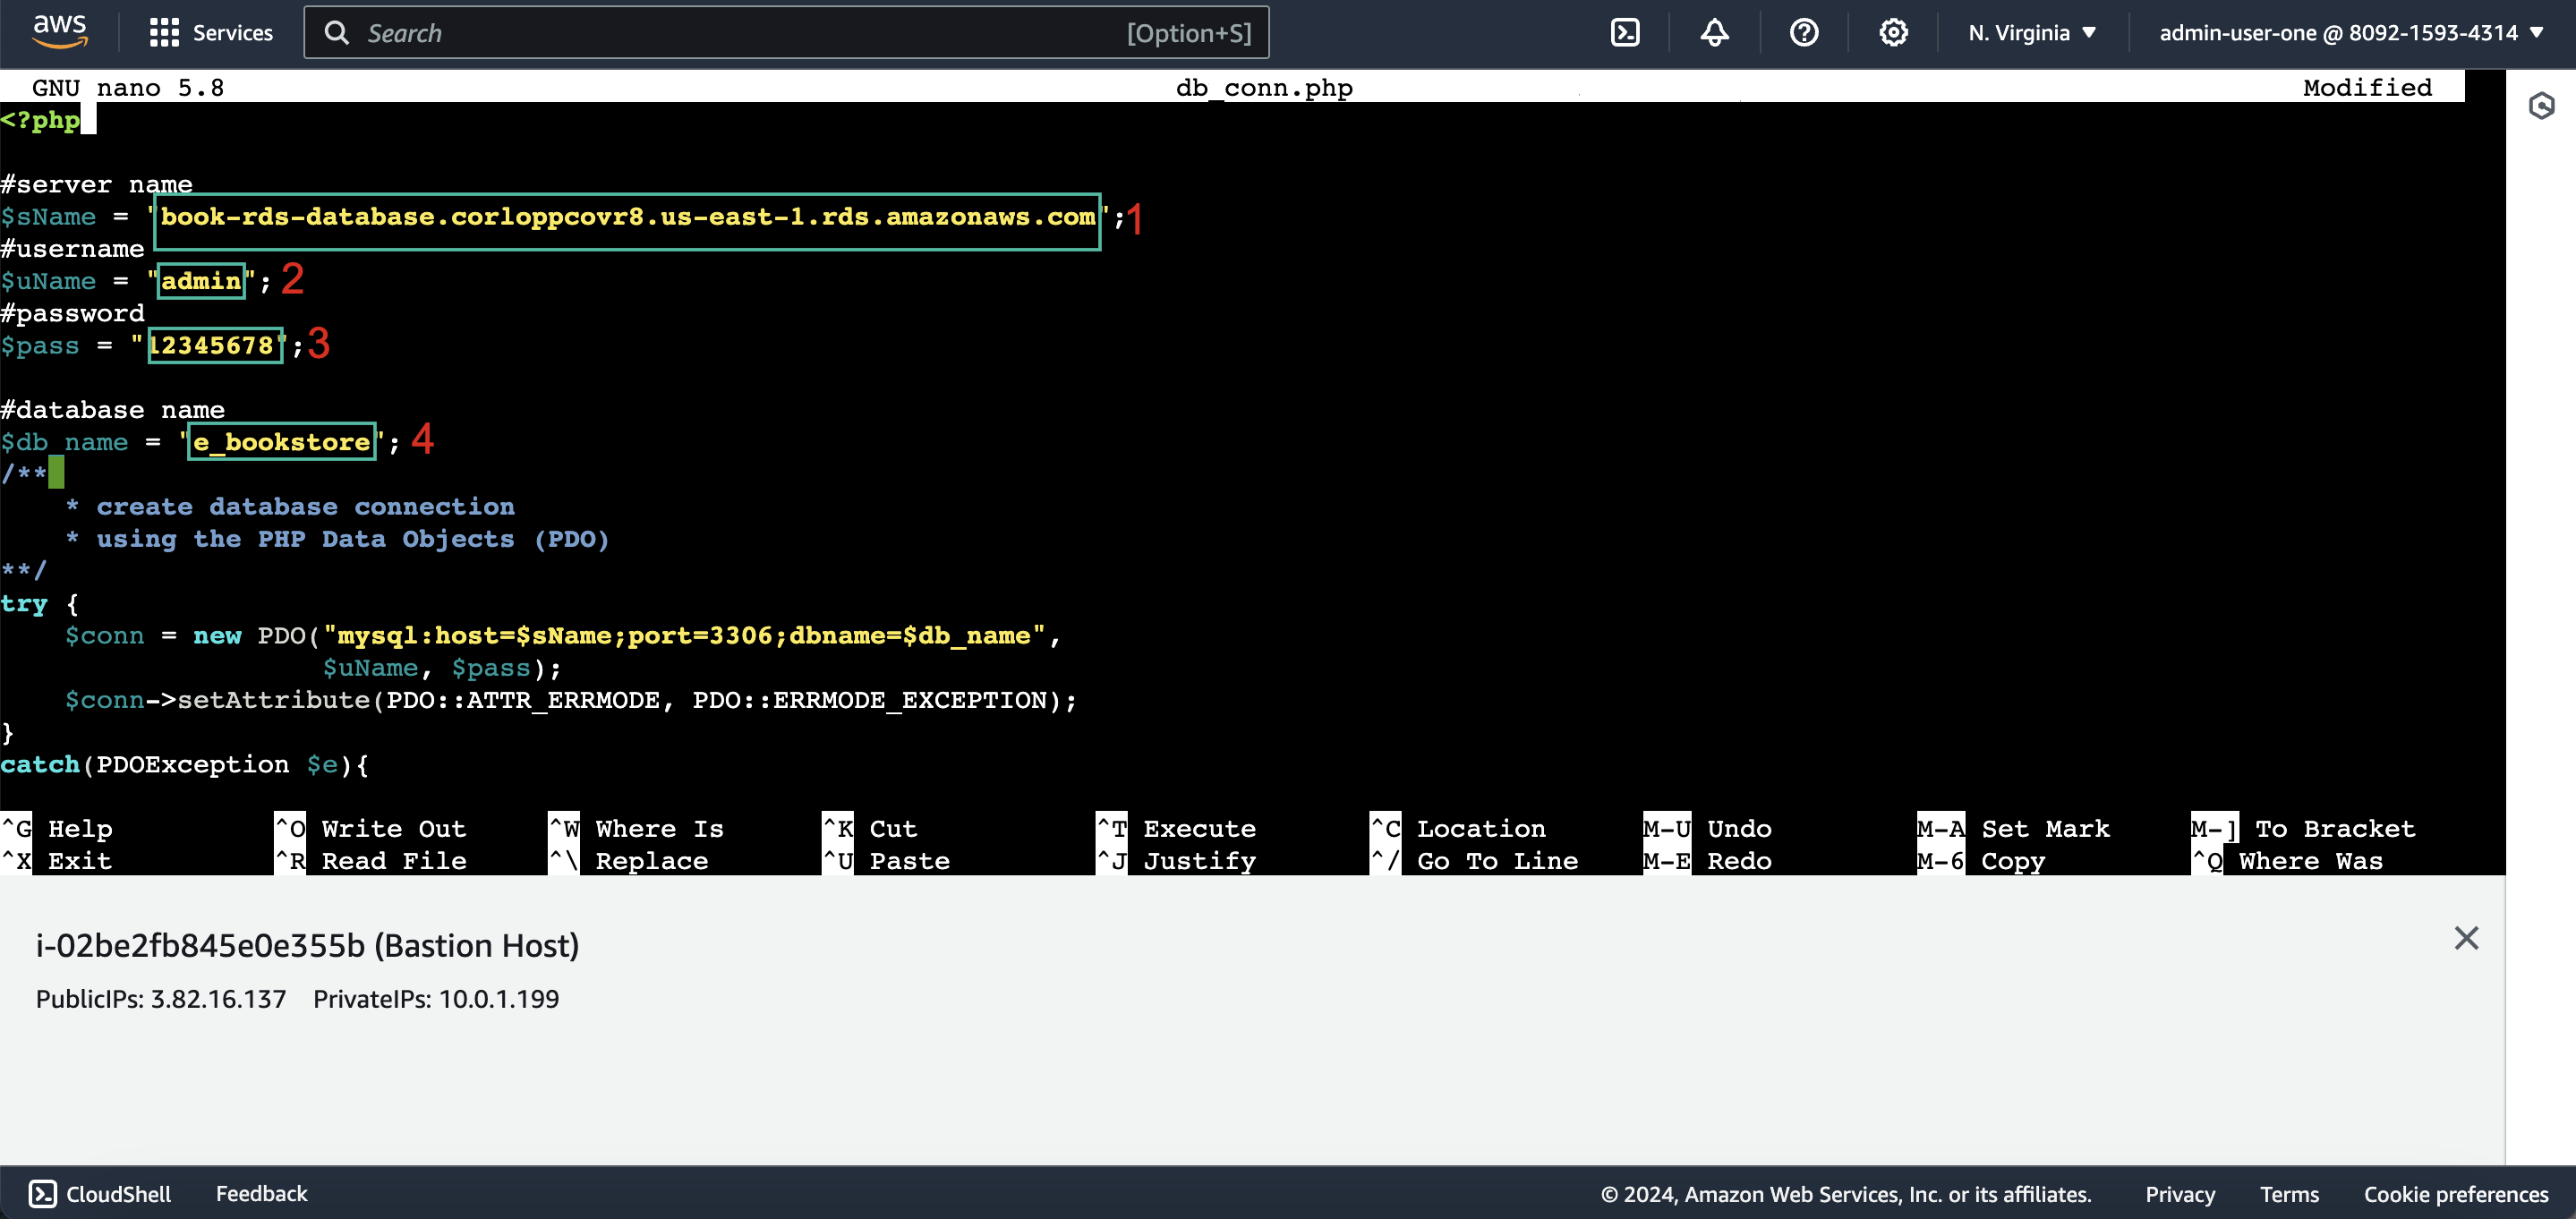 aws Services Search [Option+S] N. Virginia ▼ admin-user-one @ 8092-1593-4314 ▼
GNU nano 5.8 db_conn.php Modified
<?php
#server name
$sName = "book-rds-database.corloppcovr8.us-east-1.rds.amazonaws.com"; 1
#username
$uName = "admin"; 2
#password
$pass = "12345678"; 3
#database name
$db_name = "e_bookstore"; 4
/**
* create database connection
* using the PHP Data Objects (PDO)
**/
try {
$conn = new PDO("mysql:host=$sName;port=3306;dbname=$db_name",
$uName, $pass);
$conn->setAttribute(PDO::ATTR_ERRMODE, PDO::ERRMODE_EXCEPTION);
}
catch(PDOException $e){
^G Help ^O Write Out ^W Where Is ^K Cut ^T Execute ^C Location M-U Undo M-A Set Mark M-] To Bracket
^X Exit ^R Read File ^\ Replace ^U Paste ^J Justify ^/ Go To Line M-E Redo M-6 Copy ^Q Where Was
i-02be2fb845e0e355b (Bastion Host)
PublicIPs: 3.82.16.137 PrivateIPs: 10.0.1.199
CloudShell Feedback © 2024, Amazon Web Services, Inc. or its affiliates. Privacy Terms Cookie preferences